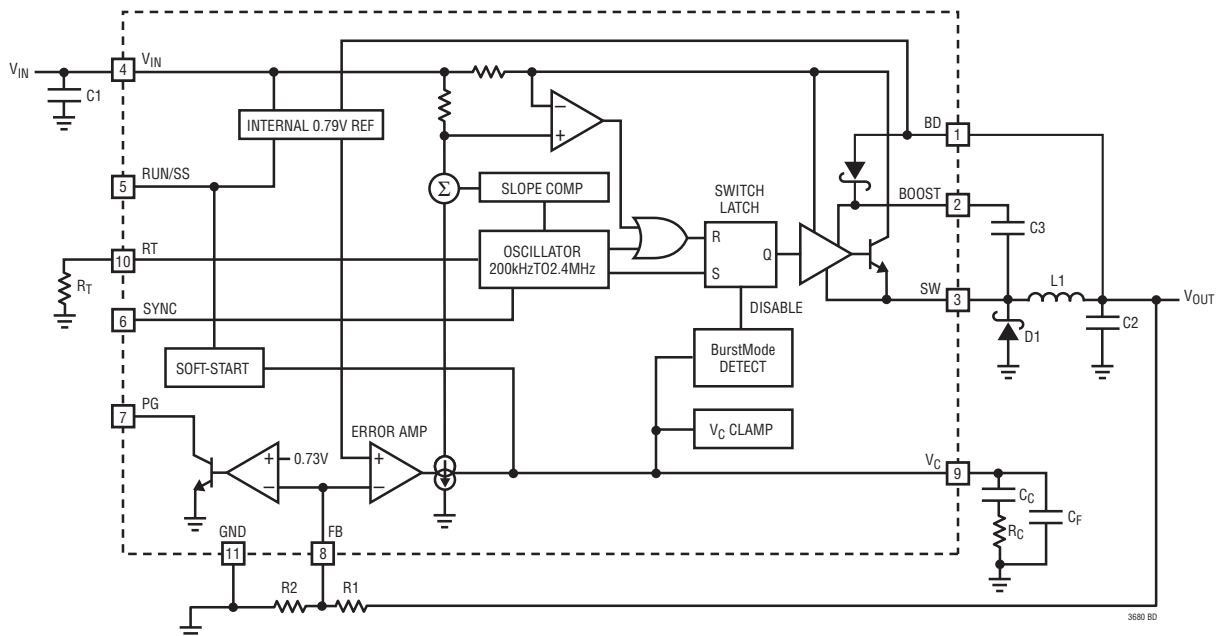 VIN
C1
4
VIN
INTERNAL 0.79V REF
5
RUN/SS
Σ
SLOPE COMP
10
RT
RT
OSCILLATOR
200kHzTO2.4MHz
6
SYNC
SOFT-START
7
PG
+
−
0.73V
ERROR AMP
+
−
−
+
SWITCH
LATCH
R
S
Q
DISABLE
BurstMode
DETECT
VC CLAMP
BD
1
BOOST
2
C3
SW
3
L1
D1
C2
VOUT
VC
9
CC
RC
CF
GND
11
FB
8
R2
R1
3680 BD